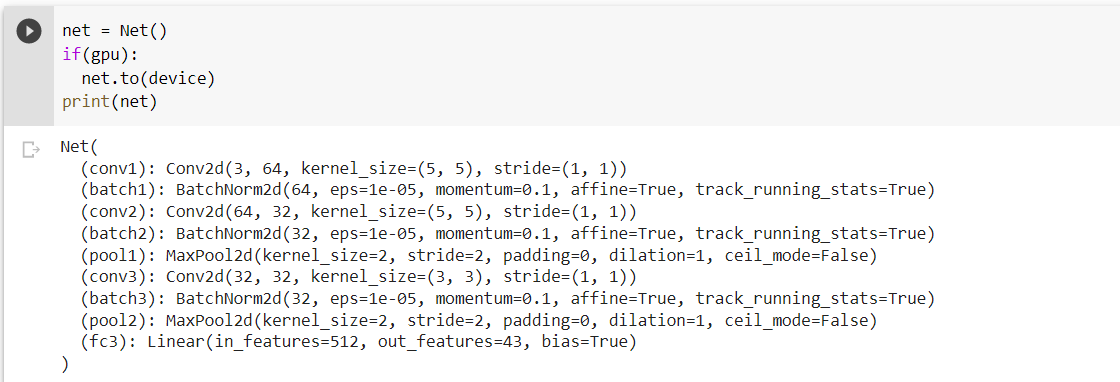 net = Net()
if(gpu):
  net.to(device)
print(net)
Net(
  (conv1): Conv2d(3, 64, kernel_size=(5, 5), stride=(1, 1))
  (batch1): BatchNorm2d(64, eps=1e-05, momentum=0.1, affine=True, track_running_stats=True)
  (conv2): Conv2d(64, 32, kernel_size=(5, 5), stride=(1, 1))
  (batch2): BatchNorm2d(32, eps=1e-05, momentum=0.1, affine=True, track_running_stats=True)
  (pool1): MaxPool2d(kernel_size=2, stride=2, padding=0, dilation=1, ceil_mode=False)
  (conv3): Conv2d(32, 32, kernel_size=(3, 3), stride=(1, 1))
  (batch3): BatchNorm2d(32, eps=1e-05, momentum=0.1, affine=True, track_running_stats=True)
  (pool2): MaxPool2d(kernel_size=2, stride=2, padding=0, dilation=1, ceil_mode=False)
  (fc3): Linear(in_features=512, out_features=43, bias=True)
)